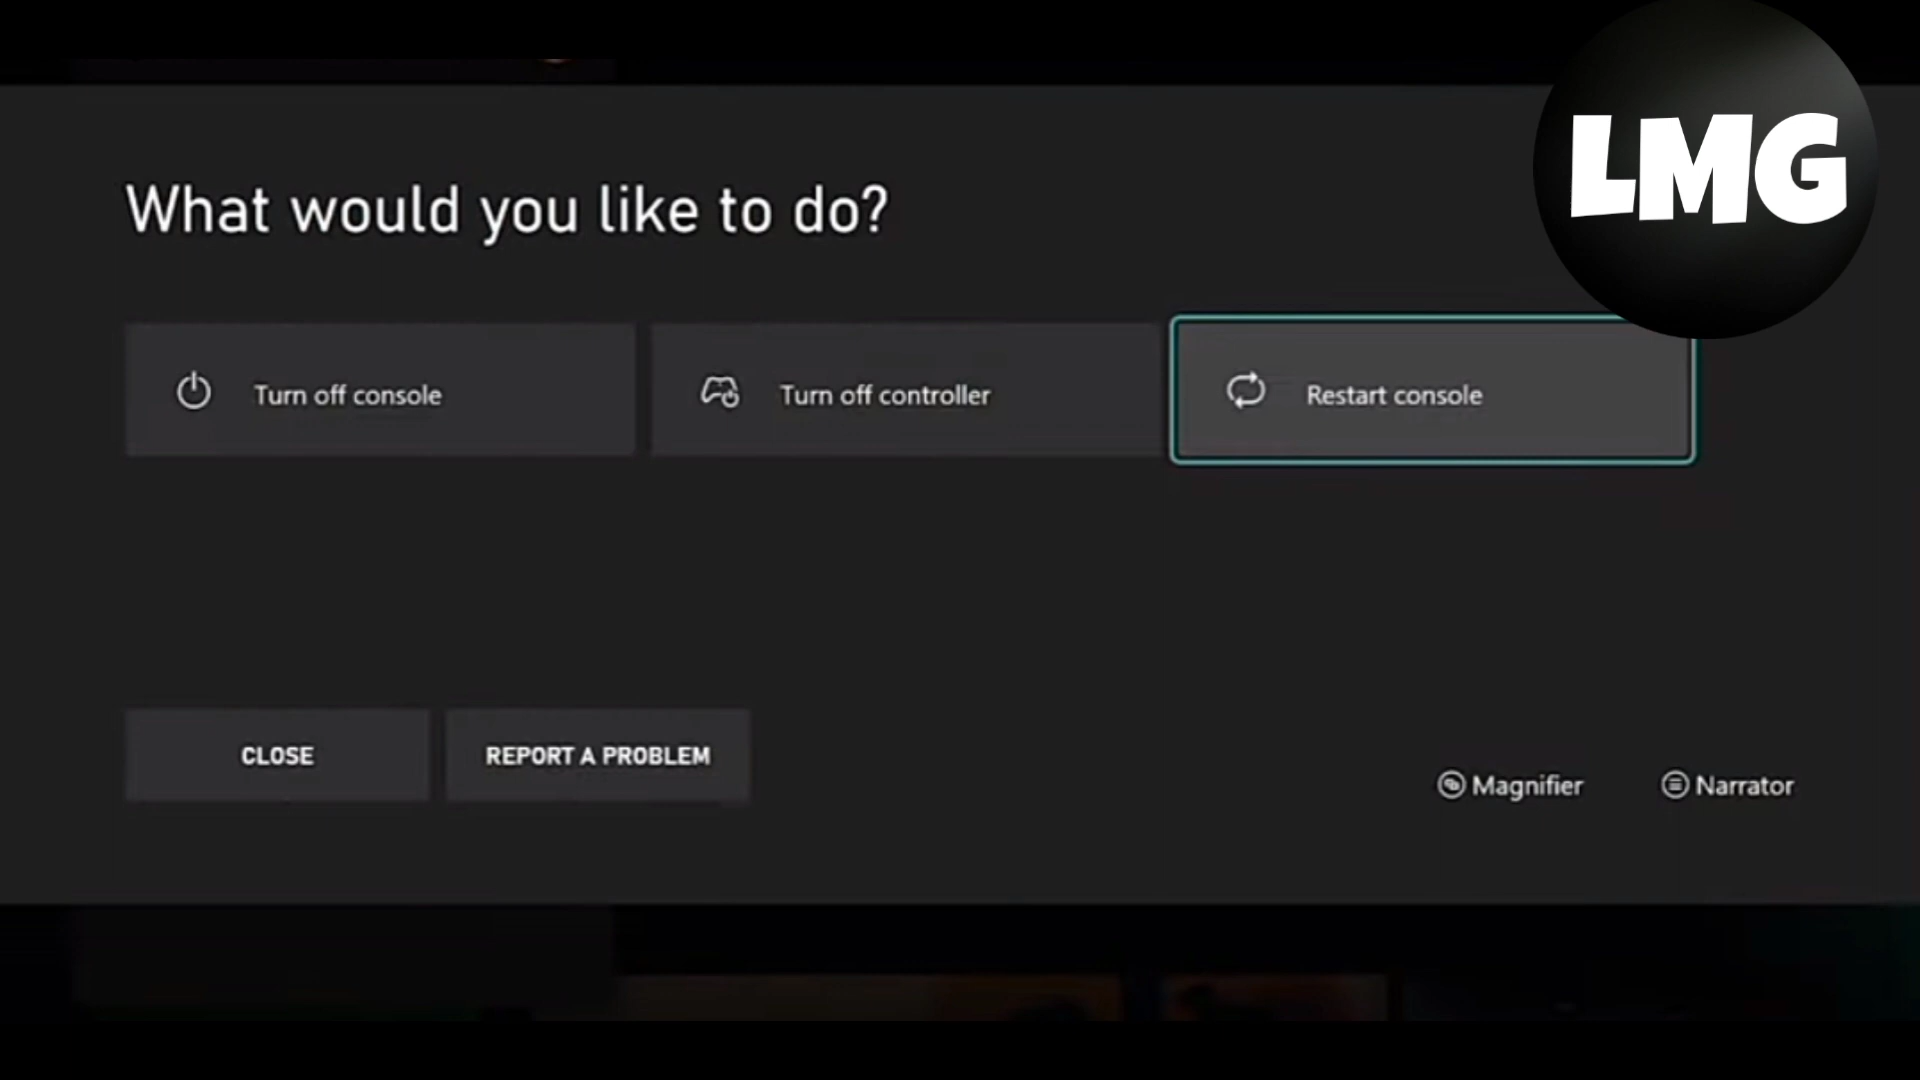 LMG
What would you like to do?
Turn off console
Turn off controller
Restart console
CLOSE
REPORT A PROBLEM
Magnifier
Narrator